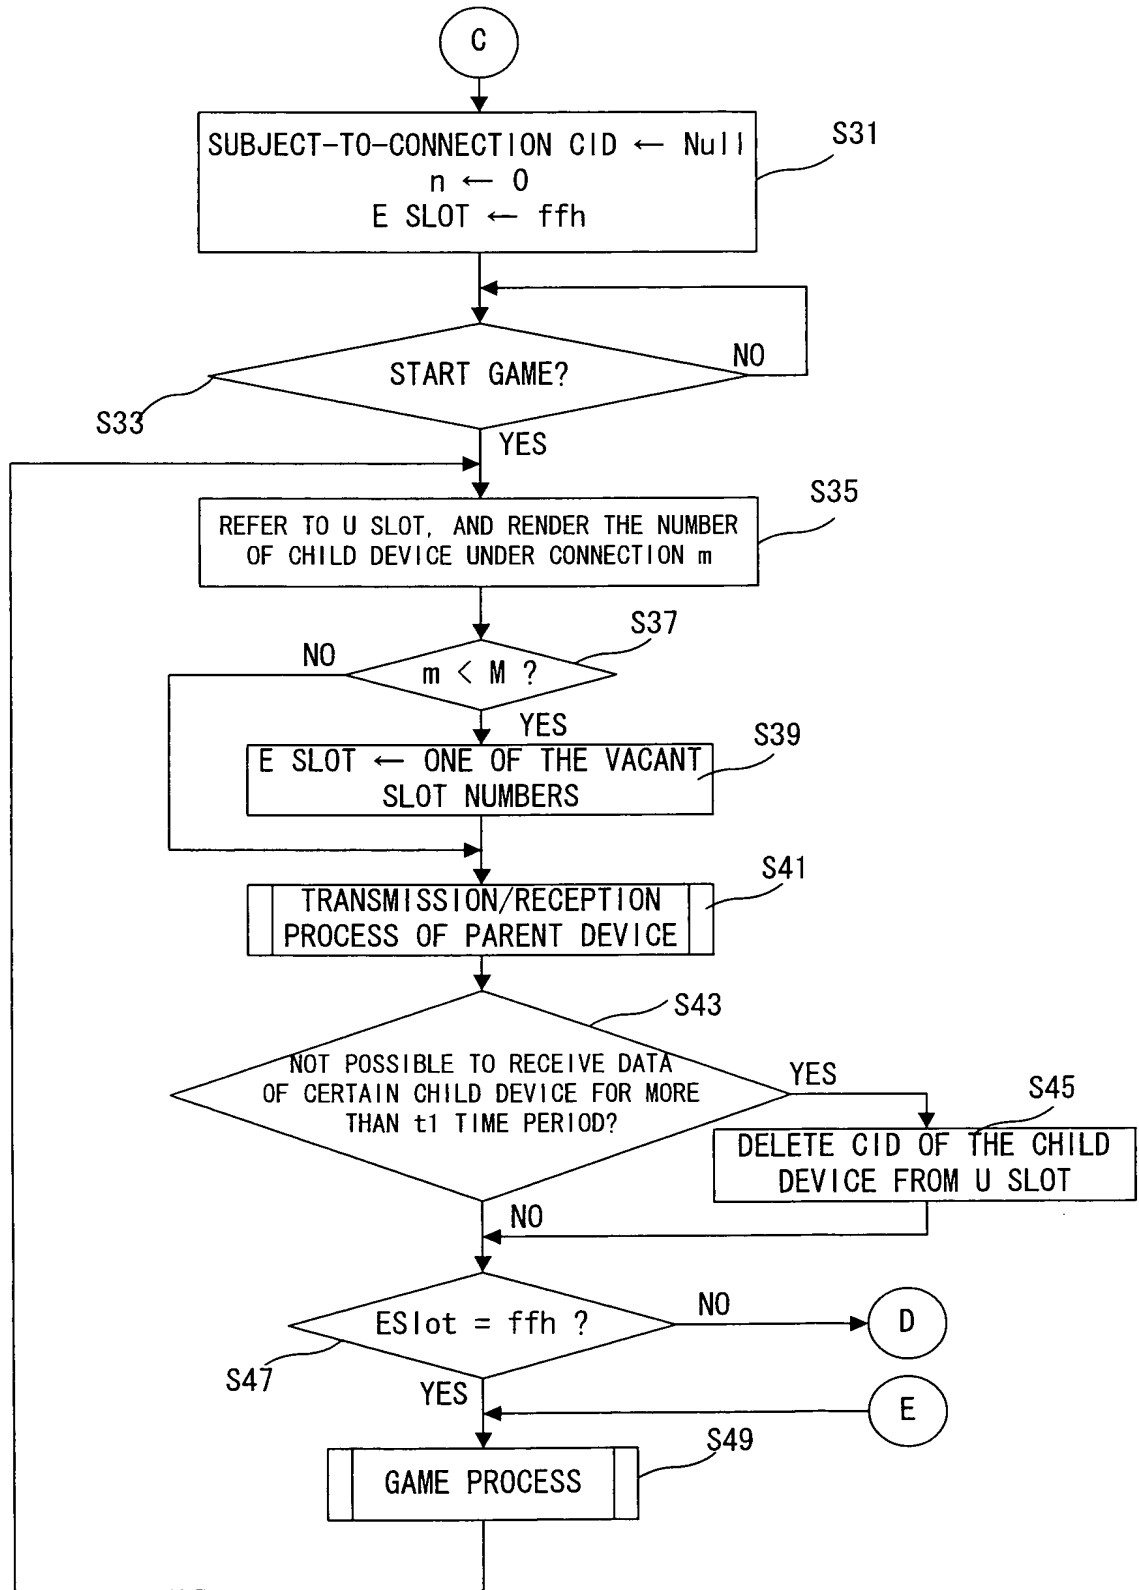 C
SUBJECT-TO-CONNECTION CID ← Null
n ← 0
E SLOT ← ffh
S31
START GAME?
NO
S33
YES
REFER TO U SLOT, AND RENDER THE NUMBER
OF CHILD DEVICE UNDER CONNECTION m
S35
m < M ?
S37
NO
YES
E SLOT ← ONE OF THE VACANT
SLOT NUMBERS
S39
TRANSMISSION/RECEPTION
PROCESS OF PARENT DEVICE
S41
NOT POSSIBLE TO RECEIVE DATA
OF CERTAIN CHILD DEVICE FOR MORE
THAN t1 TIME PERIOD?
S43
YES
DELETE CID OF THE CHILD
DEVICE FROM U SLOT
S45
NO
ESlot = ffh ?
NO
D
S47
YES
E
GAME PROCESS
S49